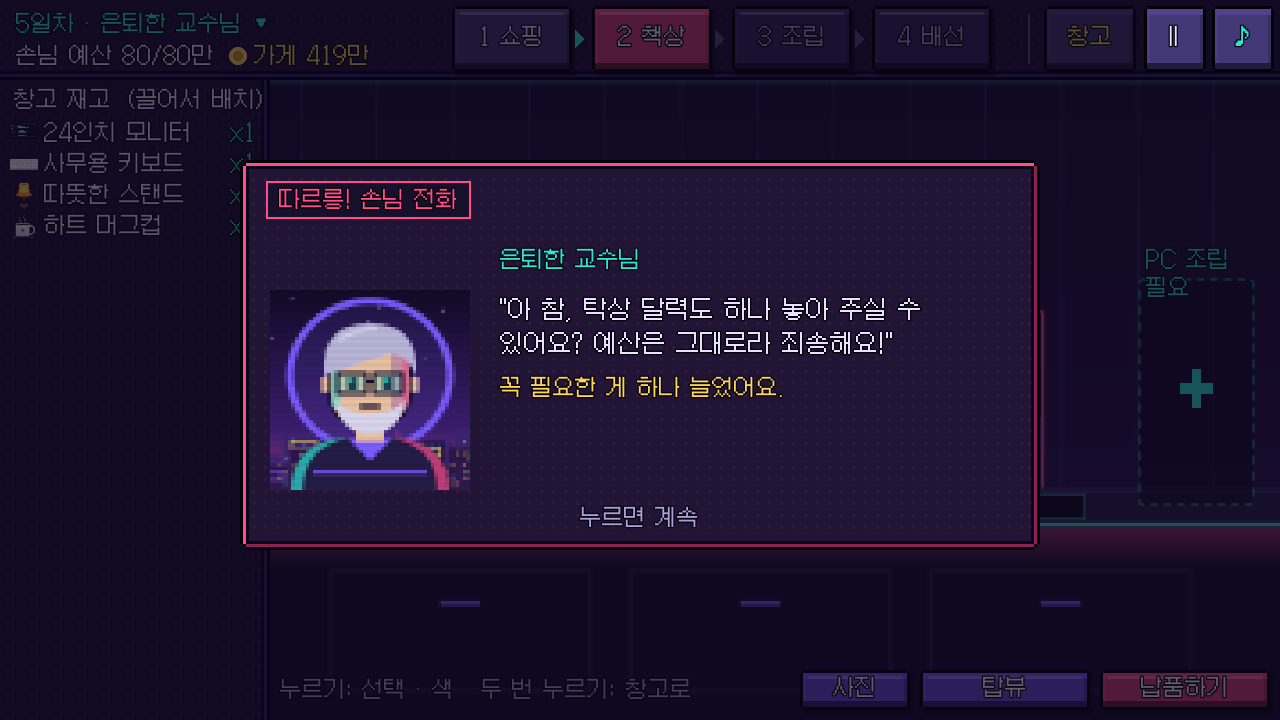 5일차 · 은퇴한 교수님 ▼
손님 예산 80/80만 가게 419만
1 쇼핑
2 책상
3 조립
4 배선
창고
창고 재고 (끌어서 배치)
24인치 모니터 x1
사무용 키보드 x1
따뜻한 스탠드 x
하트 머그컵 x
따르릉! 손님 전화
은퇴한 교수님
"아 참, 탁상 달력도 하나 놓아 주실 수
있어요? 예산은 그대로라 죄송해요!"
꼭 필요한 게 하나 늘었어요.
누르면 계속
PC 조립
필요
누르기: 선택 · 색 두 번 누르기: 창고로
사진
탑뷰
납품하기